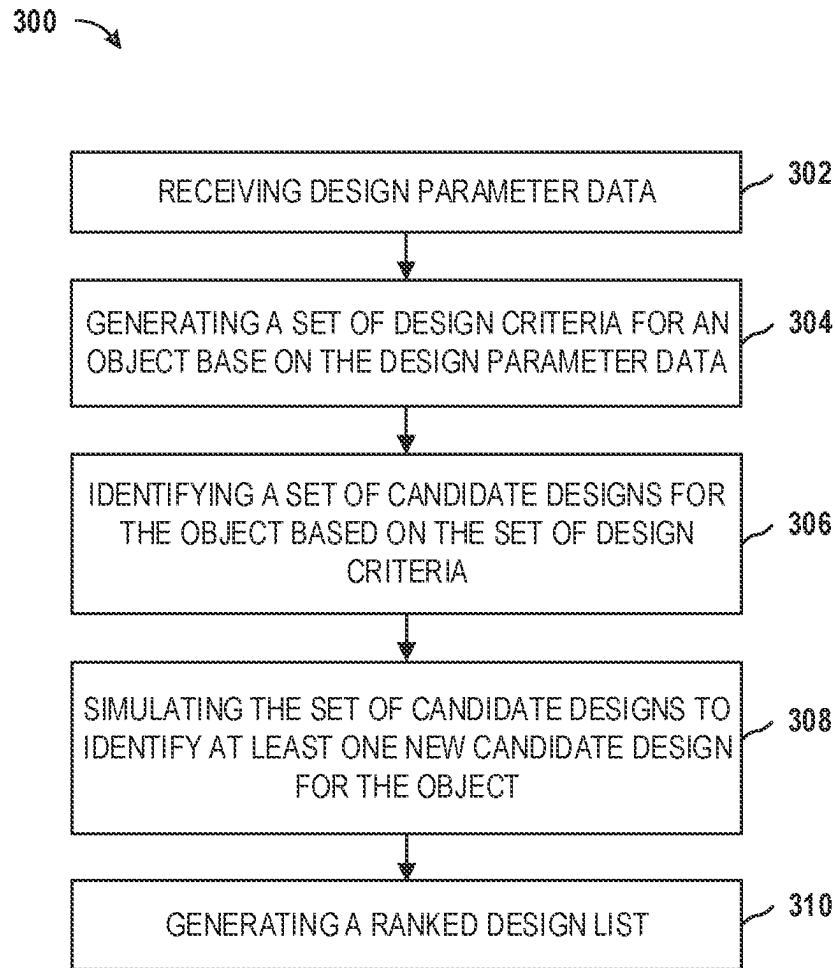 300
RECEIVING DESIGN PARAMETER DATA
302
GENERATING A SET OF DESIGN CRITERIA FOR AN
OBJECT BASE ON THE DESIGN PARAMETER DATA
304
IDENTIFYING A SET OF CANDIDATE DESIGNS FOR
THE OBJECT BASED ON THE SET OF DESIGN
CRITERIA
306
SIMULATING THE SET OF CANDIDATE DESIGNS TO
IDENTIFY AT LEAST ONE NEW CANDIDATE DESIGN
FOR THE OBJECT
308
GENERATING A RANKED DESIGN LIST
310